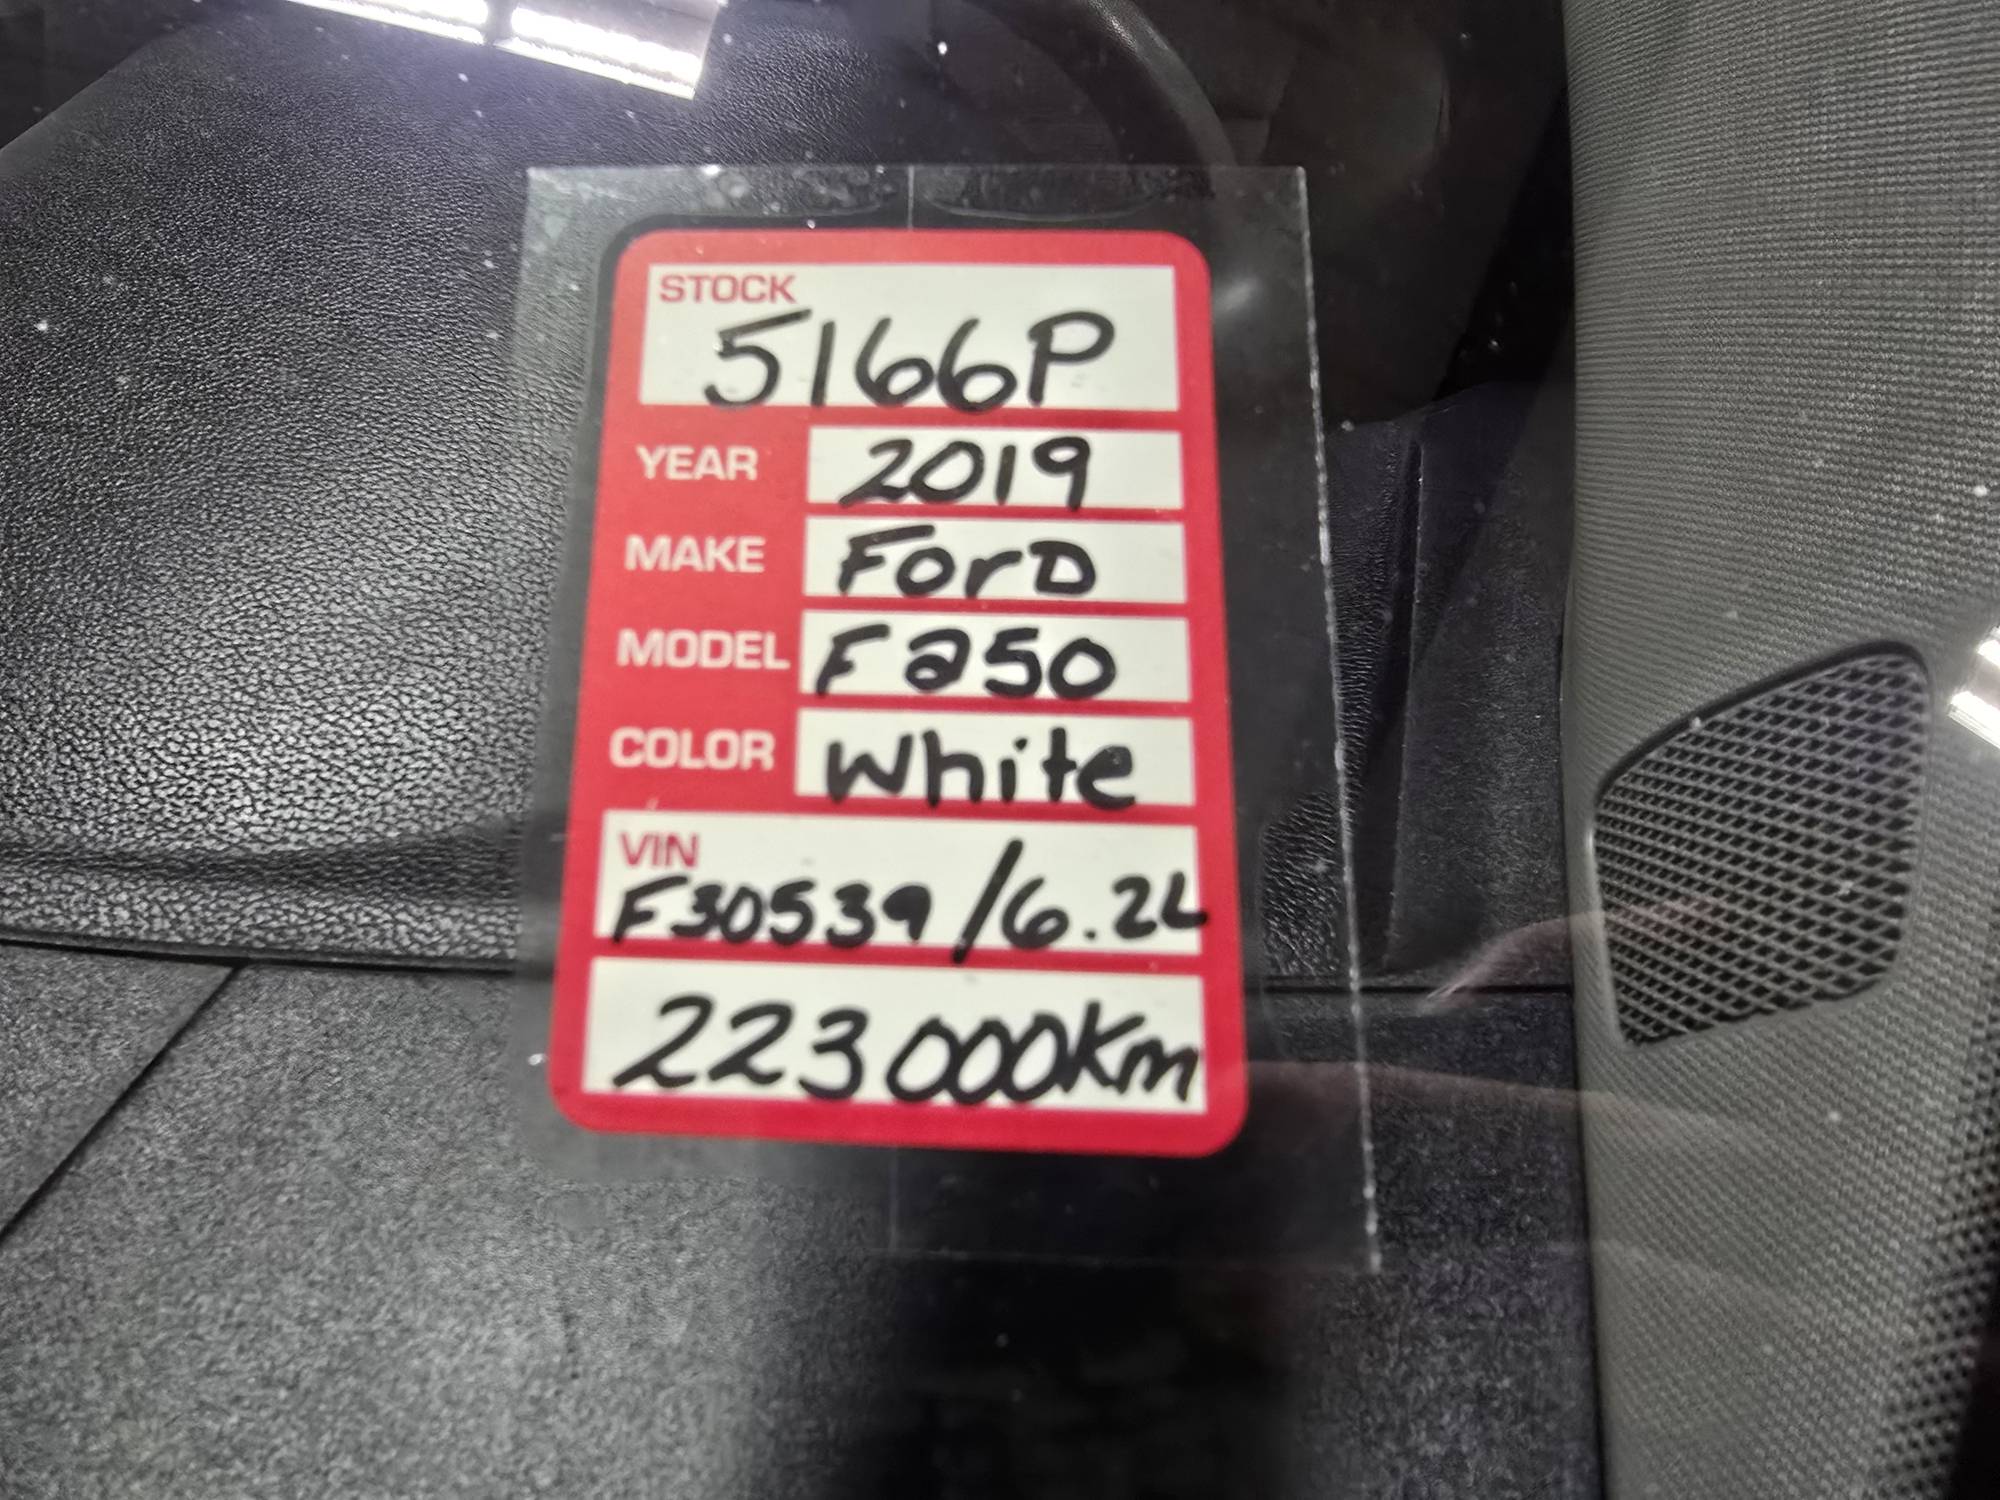 STOCK
5166P
YEAR 2019
MAKE Ford
MODEL F250
COLOR White
VIN
F30539/6.2L
223000Km